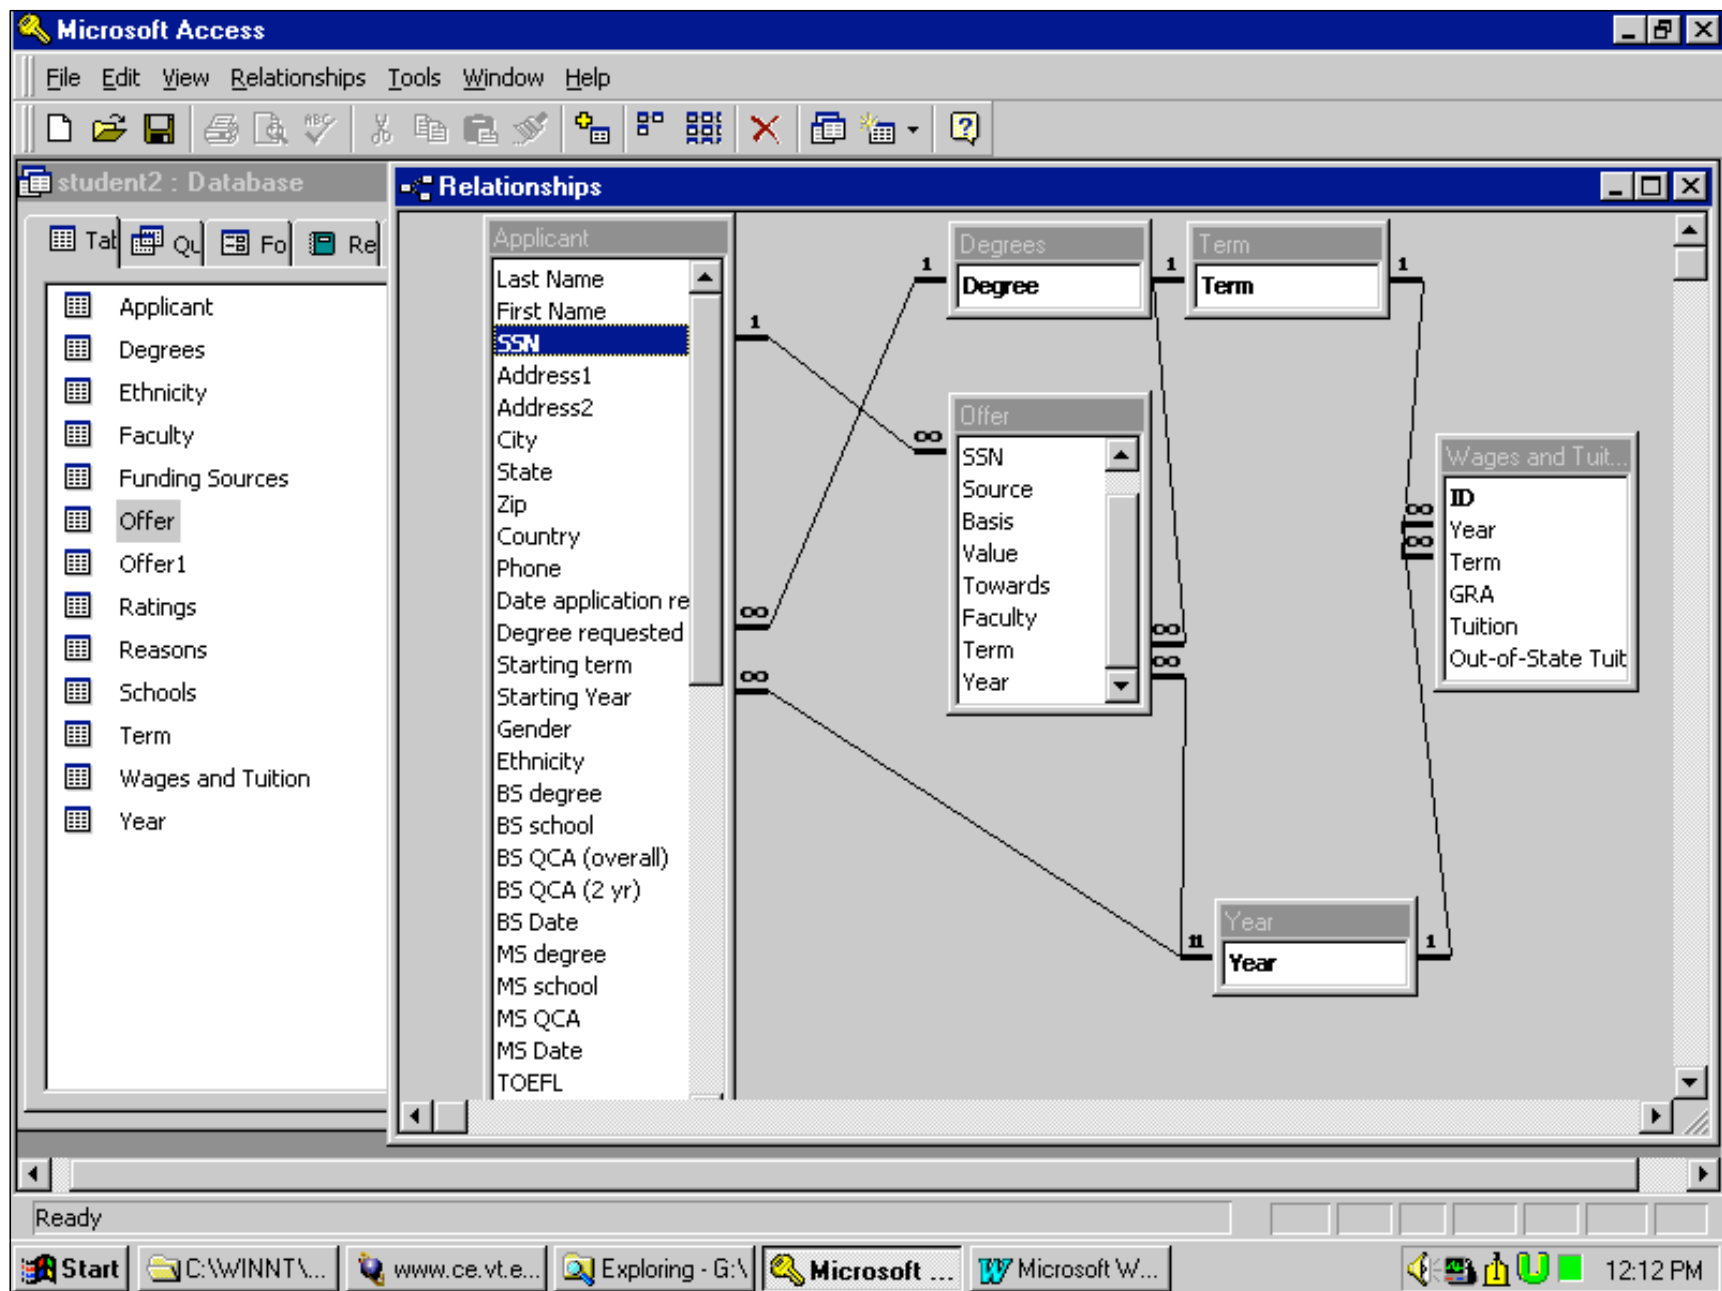 Microsoft Access
File Edit View Relationships Tools Window Help
ABC
student2 : Database
Tab Qu Fo Re
Applicant
Degrees
Ethnicity
Faculty
Funding Sources
Offer
Offer1
Ratings
Reasons
Schools
Term
Wages and Tuition
Year
Relationships
Applicant
Last Name
First Name
SSN
Address1
Address2
City
State
Zip
Country
Phone
Date application re
Degree requested
Starting term
Starting Year
Gender
Ethnicity
BS degree
BS school
BS QCA (overall)
BS QCA (2 yr)
BS Date
MS degree
MS school
MS QCA
MS Date
TOEFL
1
∞
∞
1
∞
Degrees
Degree
1
Term
Term
1
Offer
SSN
Source
Basis
Value
Towards
Faculty
Term
Year
∞
∞
∞
∞
Wages and Tuit...
ID
Year
Term
GRA
Tuition
Out-of-State Tuit
11
Year
Year
1
Ready
Start C:\WINNT\... www.ce.vt.e... Exploring - G:\ Microsoft ... Microsoft W... 12:12 PM